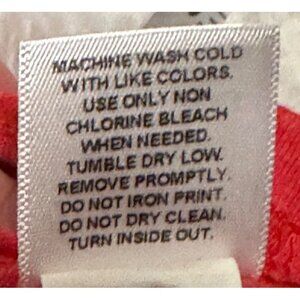 MACHINE WASH COLD
WITH LIKE COLORS.
USE ONLY NON
CHLORINE BLEACH
WHEN NEEDED.
TUMBLE DRY LOW.
REMOVE PROMPTLY.
DO NOT IRON PRINT.
DO NOT DRY CLEAN.
TURN INSIDE OUT.